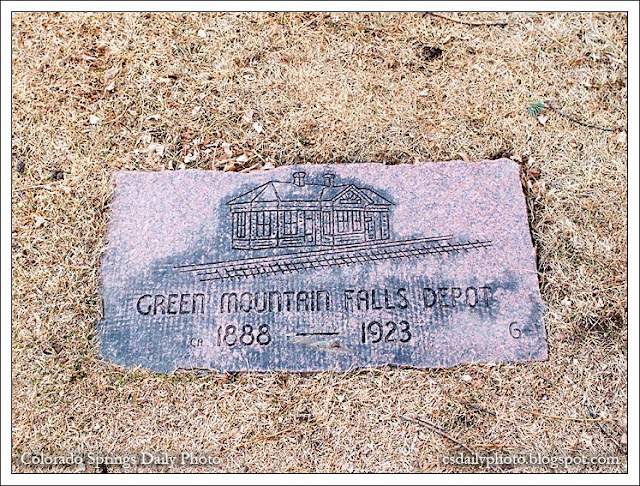 GREEN MOUNTAIN FALLS DEPOT
CA 1888 — 1923 G
Colorado Springs Daily Photo csdailyphoto.blogspot.com